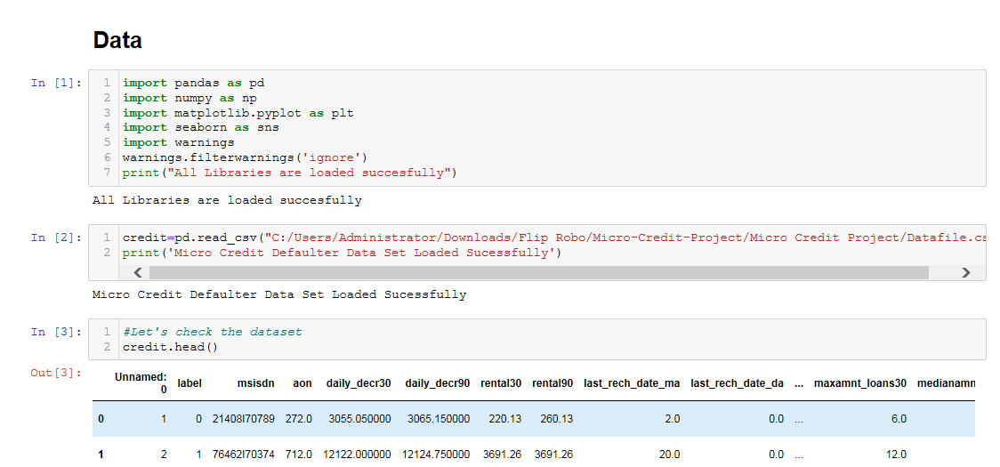 Data
In [1]:
1 import pandas as pd
2 import numpy as np
3 import matplotlib.pyplot as plt
4 import seaborn as sns
5 import warnings
6 warnings.filterwarnings('ignore')
7 print("All Libraries are loaded succesfully")
All Libraries are loaded succesfully
In [2]:
1 credit=pd.read_csv("C:/Users/Administrator/Downloads/Flip Robo/Micro-Credit-Project/Micro Credit Project/Datafile.cs
2 print('Micro Credit Defaulter Data Set Loaded Sucessfully')
Micro Credit Defaulter Data Set Loaded Sucessfully
In [3]:
1 #Let's check the dataset
2 credit.head()
Out[3]:
Unnamed: 0 label msisdn aon daily_decr30 daily_decr90 rental30 rental90 last_rech_date_ma last_rech_date_da ... maxamnt_loans30 medianamn
0 1 0 21408I70789 272.0 3055.050000 3065.150000 220.13 260.13 2.0 0.0 ... 6.0
1 2 1 76462I70374 712.0 12122.000000 12124.750000 3691.26 3691.26 20.0 0.0 ... 12.0